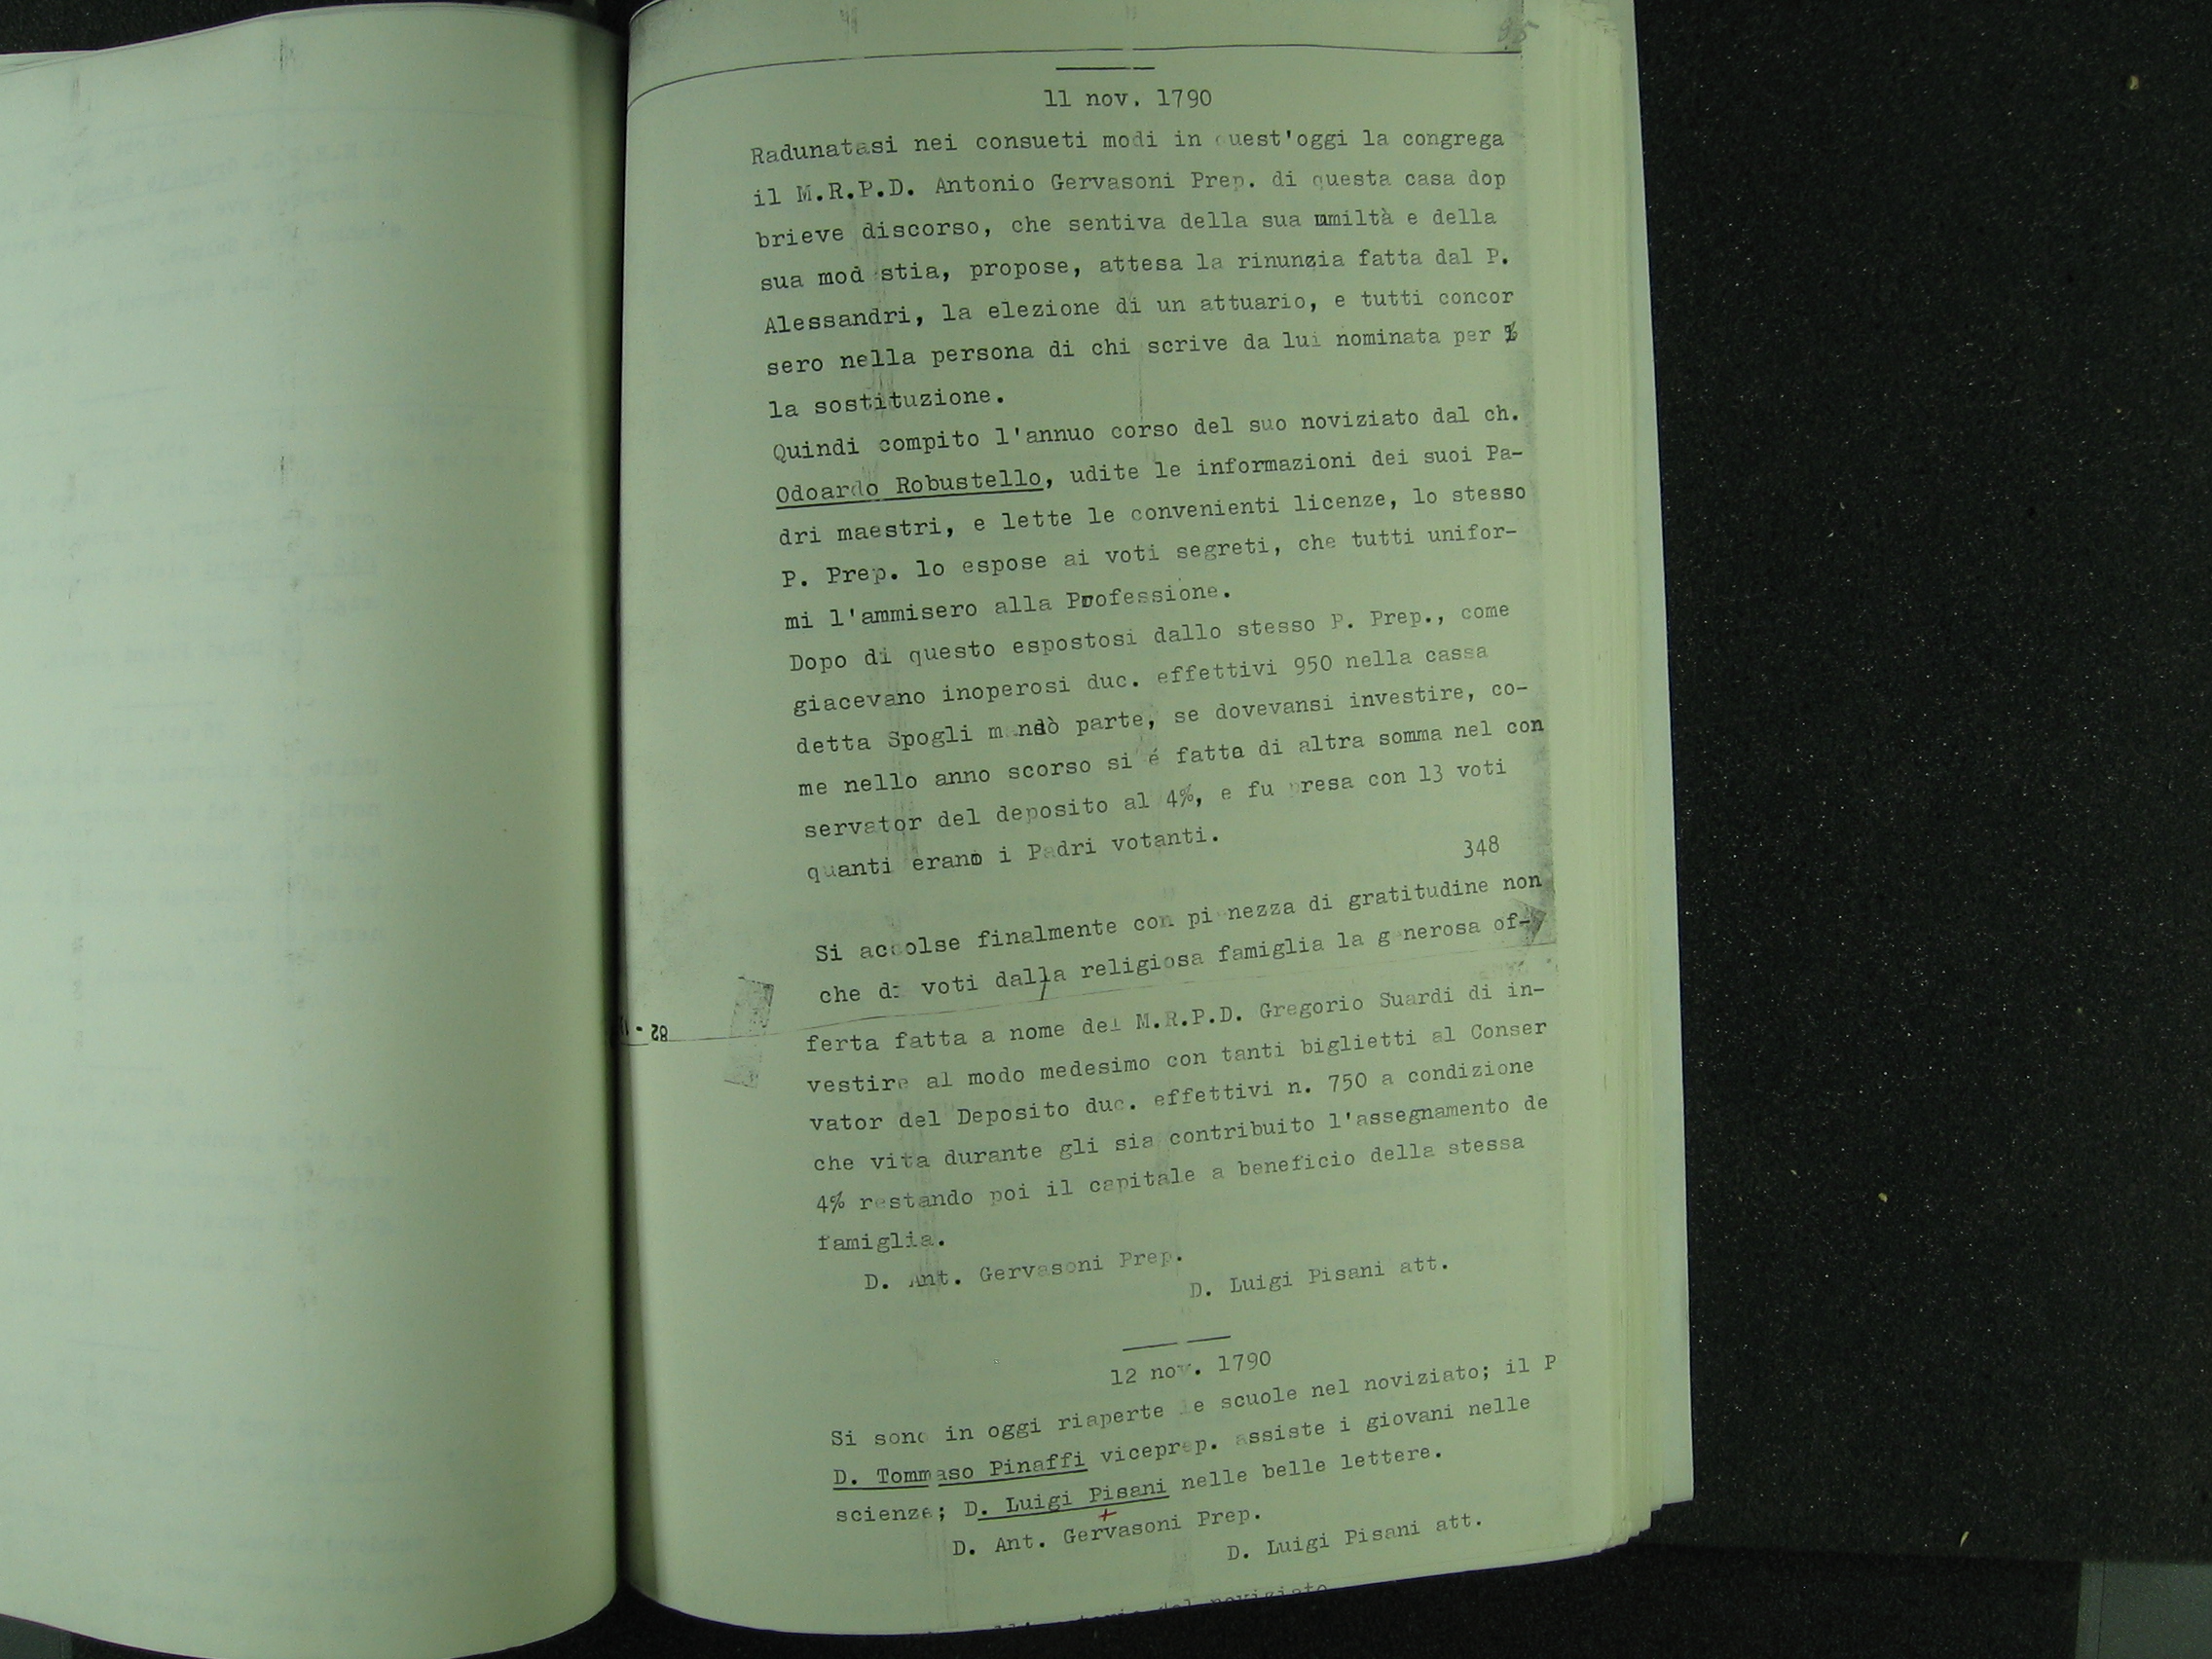 95
11 nov. 1790
Radunatasi nei consueti modi in quest'oggi la congrega
il M.R.P.D. Antonio Gervasoni Prep. di questa casa dop
brieve discorso, che sentiva della sua ummiltà e della
sua modestia, propose, attesa la rinunzia fatta dal P.
Alessandri, la elezione di un attuario, e tutti concor
sero nella persona di chi scrive da lui nominata per
la sostituzione.
Quindi compito l'annuo corso del suo noviziato dal ch.
Odoardo Robustello, udite le informazioni dei suoi Pa-
dri maestri, e lette le convenienti licenze, lo stesso
P. Prep. lo espose ai voti segreti, che tutti unifor-
mi l'ammisero alla Professione.
Dopo di questo espostosi dallo stesso P. Prep., come
giacevano inoperosi duc. effettivi 950 nella cassa
detta Spogli mandò parte, se dovevansi investire, co-
me nello anno scorso si é fatto di altra somma nel con
servator del deposito al 4%, e fu presa con 13 voti
quanti erano i Padri votanti.
348
Si accolse finalmente con pienezza di gratitudine non
che di voti dalla religiosa famiglia la generosa of-
ferta fatta a nome del M.R.P.D. Gregorio Suardi di in-
vestire al modo medesimo con tanti biglietti al Conser
vator del Deposito duc. effettivi n. 750 a condizione
che vita durante gli sia contribuito l'assegnamento de
4% restando poi il capitale a beneficio della stessa
famiglia.
D. Ant. Gervasoni Prep.
D. Luigi Pisani att.
12 nov. 1790
Si sono in oggi riaperte le scuole nel noviziato; il P
D. Tommaso Pinaffi viceprep. assiste i giovani nelle
scienze; D. Luigi Pisani nelle belle lettere.
D. Ant. Gervasoni Prep.
D. Luigi Pisani att.
noviziato